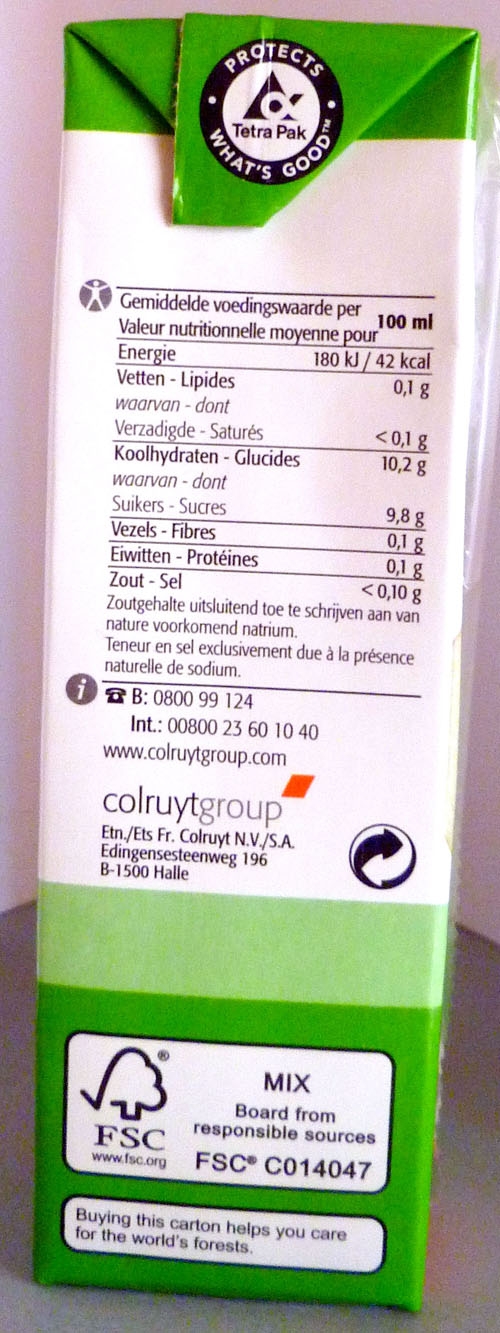 PROTECTS
Tetra Pak
WHAT'S GOOD™
Gemiddelde voedingswaarde per
Valeur nutritionnelle moyenne pour 100 ml
Energie 180 kJ / 42 kcal
Vetten - Lipides 0,1 g
waarvan - dont
Verzadigde - Saturés < 0,1 g
Koolhydraten - Glucides 10,2 g
waarvan - dont
Suikers - Sucres 9,8 g
Vezels - Fibres 0,1 g
Eiwitten - Protéines 0,1 g
Zout - Sel < 0,10 g
Zoutgehalte uitsluitend toe te schrijven aan van
nature voorkomend natrium.
Teneur en sel exclusivement due à la présence
naturelle de sodium.
i ☎ B: 0800 99 124
Int.: 00800 23 60 10 40
www.colruytgroup.com
colruytgroup
Etn./Ets Fr. Colruyt N.V./S.A.
Edingensesteenweg 196
B-1500 Halle
®
FSC
www.fsc.org
MIX
Board from
responsible sources
FSC® C014047
Buying this carton helps you care
for the world's forests.